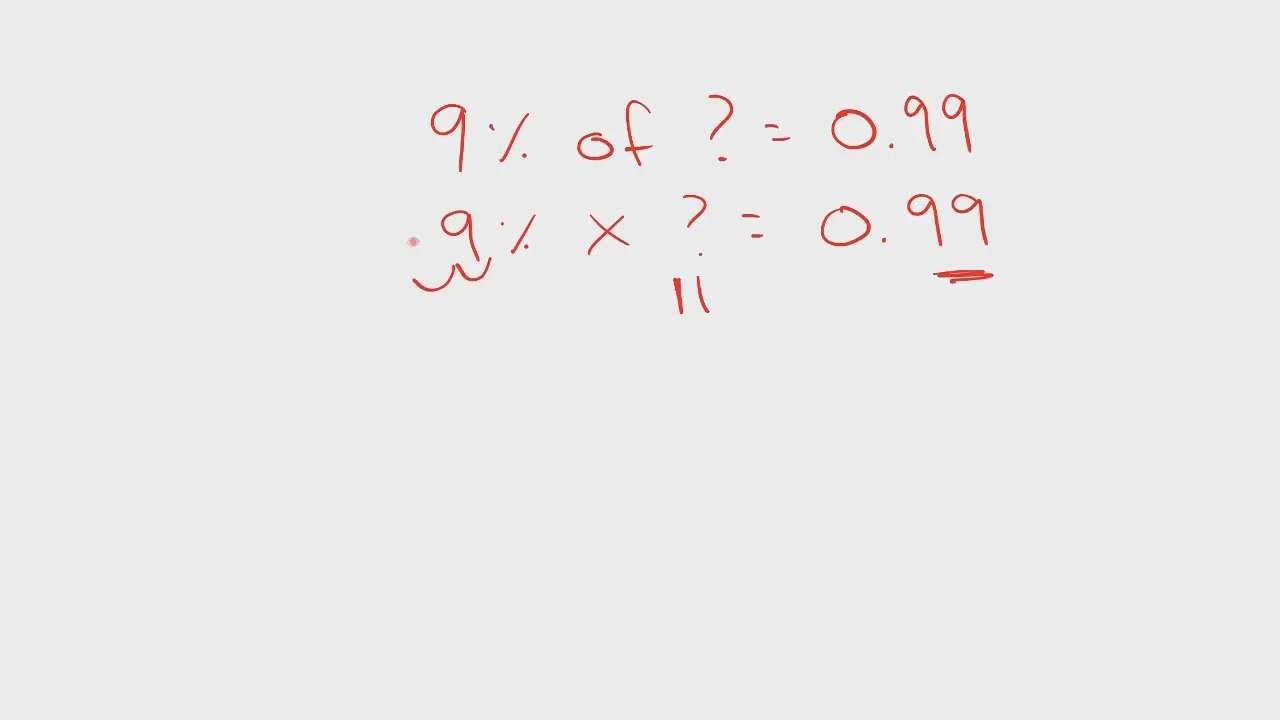 9% of ? = 0.99
9% x ? = 0.99
11